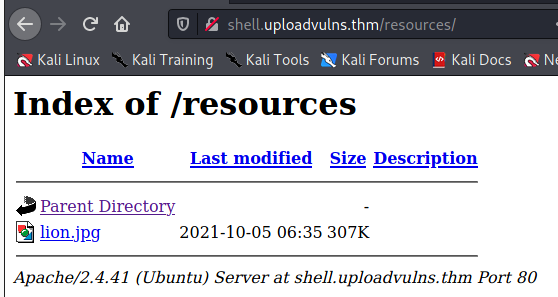 shell.uploadvulns.thm/resources/
Kali Linux Kali Training Kali Tools Kali Forums Kali Docs
Index of /resources
Name Last modified Size Description
Parent Directory -
lion.jpg 2021-10-05 06:35 307K
Apache/2.4.41 (Ubuntu) Server at shell.uploadvulns.thm Port 80